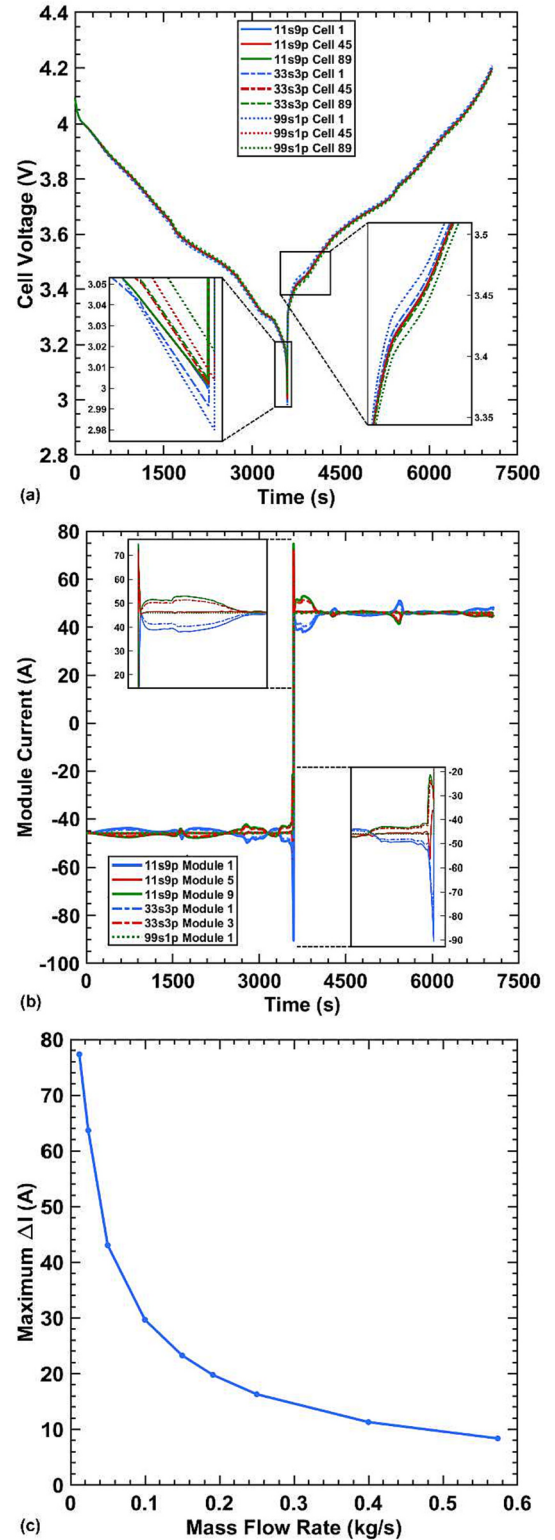 4.2
4
3.8
3.6
3.4
3.2
3
2.8
Cell Voltage (V)
11s9p Cell 1
11s9p Cell 45
11s9p Cell 89
33s3p Cell 1
33s3p Cell 45
33s3p Cell 89
99s1p Cell 1
99s1p Cell 45
99s1p Cell 89
3.05
3.04
3.03
3.02
3.01
3
2.99
2.98
3.5
3.45
3.4
3.35
0 1500 3000 4500 6000 7500
Time (s)
(a)
80
60
40
20
0
-20
-40
-60
-80
-100
Module Current (A)
70
60
50
40
30
20
-20
-30
-40
-50
-60
-70
-80
-90
11s9p Module 1
11s9p Module 5
11s9p Module 9
33s3p Module 1
33s3p Module 3
99s1p Module 1
0 1500 3000 4500 6000 7500
Time (s)
(b)
80
70
60
50
40
30
20
10
0
Maximum ΔI (A)
0 0.1 0.2 0.3 0.4 0.5 0.6
Mass Flow Rate (kg/s)
(c)